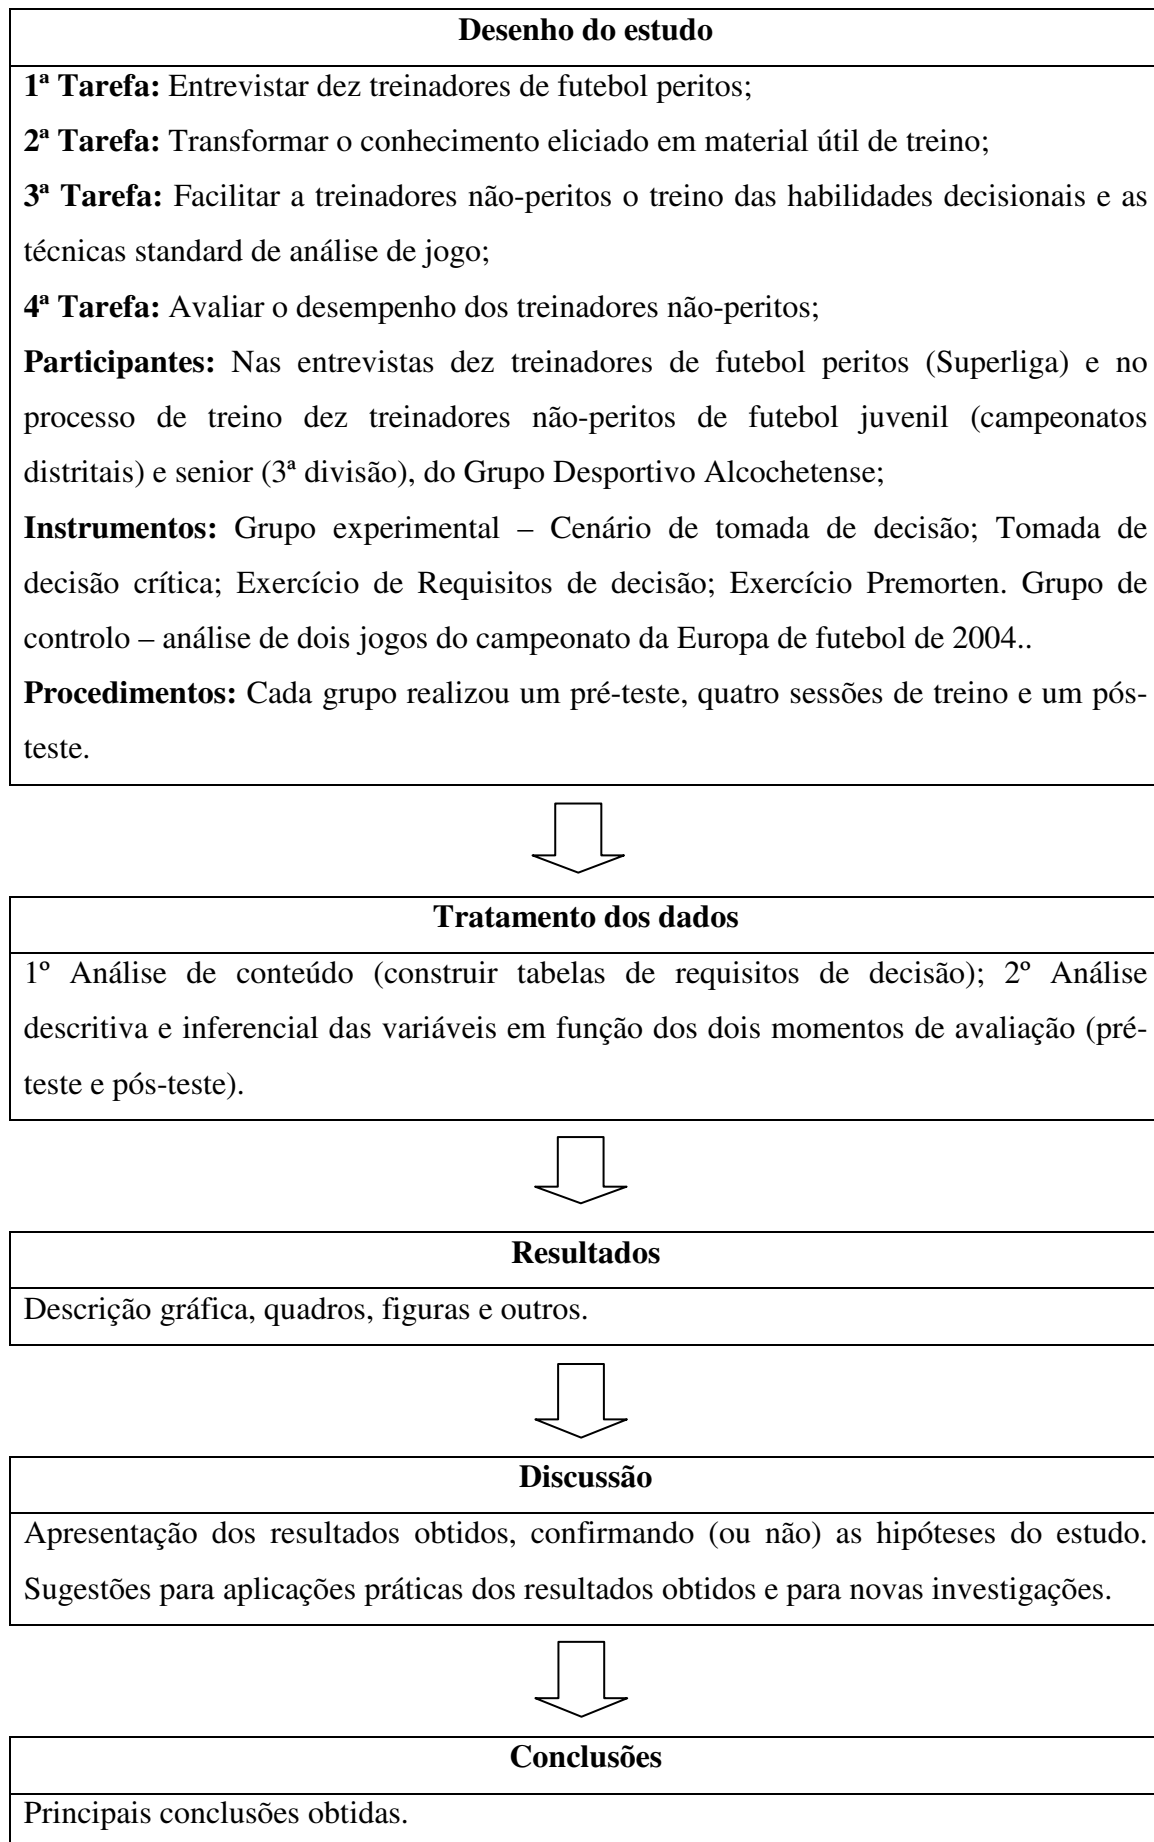 Desenho do estudo
1ª Tarefa: Entrevistar dez treinadores de futebol peritos;
2ª Tarefa: Transformar o conhecimento eliciado em material útil de treino;
3ª Tarefa: Facilitar a treinadores não-peritos o treino das habilidades decisionais e as
técnicas standard de análise de jogo;
4ª Tarefa: Avaliar o desempenho dos treinadores não-peritos;
Participantes: Nas entrevistas dez treinadores de futebol peritos (Superliga) e no
processo de treino dez treinadores não-peritos de futebol juvenil (campeonatos
distritais) e senior (3ª divisão), do Grupo Desportivo Alcochetense;
Instrumentos: Grupo experimental – Cenário de tomada de decisão; Tomada de
decisão crítica; Exercício de Requisitos de decisão; Exercício Premorten. Grupo de
controlo – análise de dois jogos do campeonato da Europa de futebol de 2004..
Procedimentos: Cada grupo realizou um pré-teste, quatro sessões de treino e um pós-
teste.
Tratamento dos dados
1º Análise de conteúdo (construir tabelas de requisitos de decisão); 2º Análise
descritiva e inferencial das variáveis em função dos dois momentos de avaliação (pré-
teste e pós-teste).
Resultados
Descrição gráfica, quadros, figuras e outros.
Discussão
Apresentação dos resultados obtidos, confirmando (ou não) as hipóteses do estudo.
Sugestões para aplicações práticas dos resultados obtidos e para novas investigações.
Conclusões
Principais conclusões obtidas.